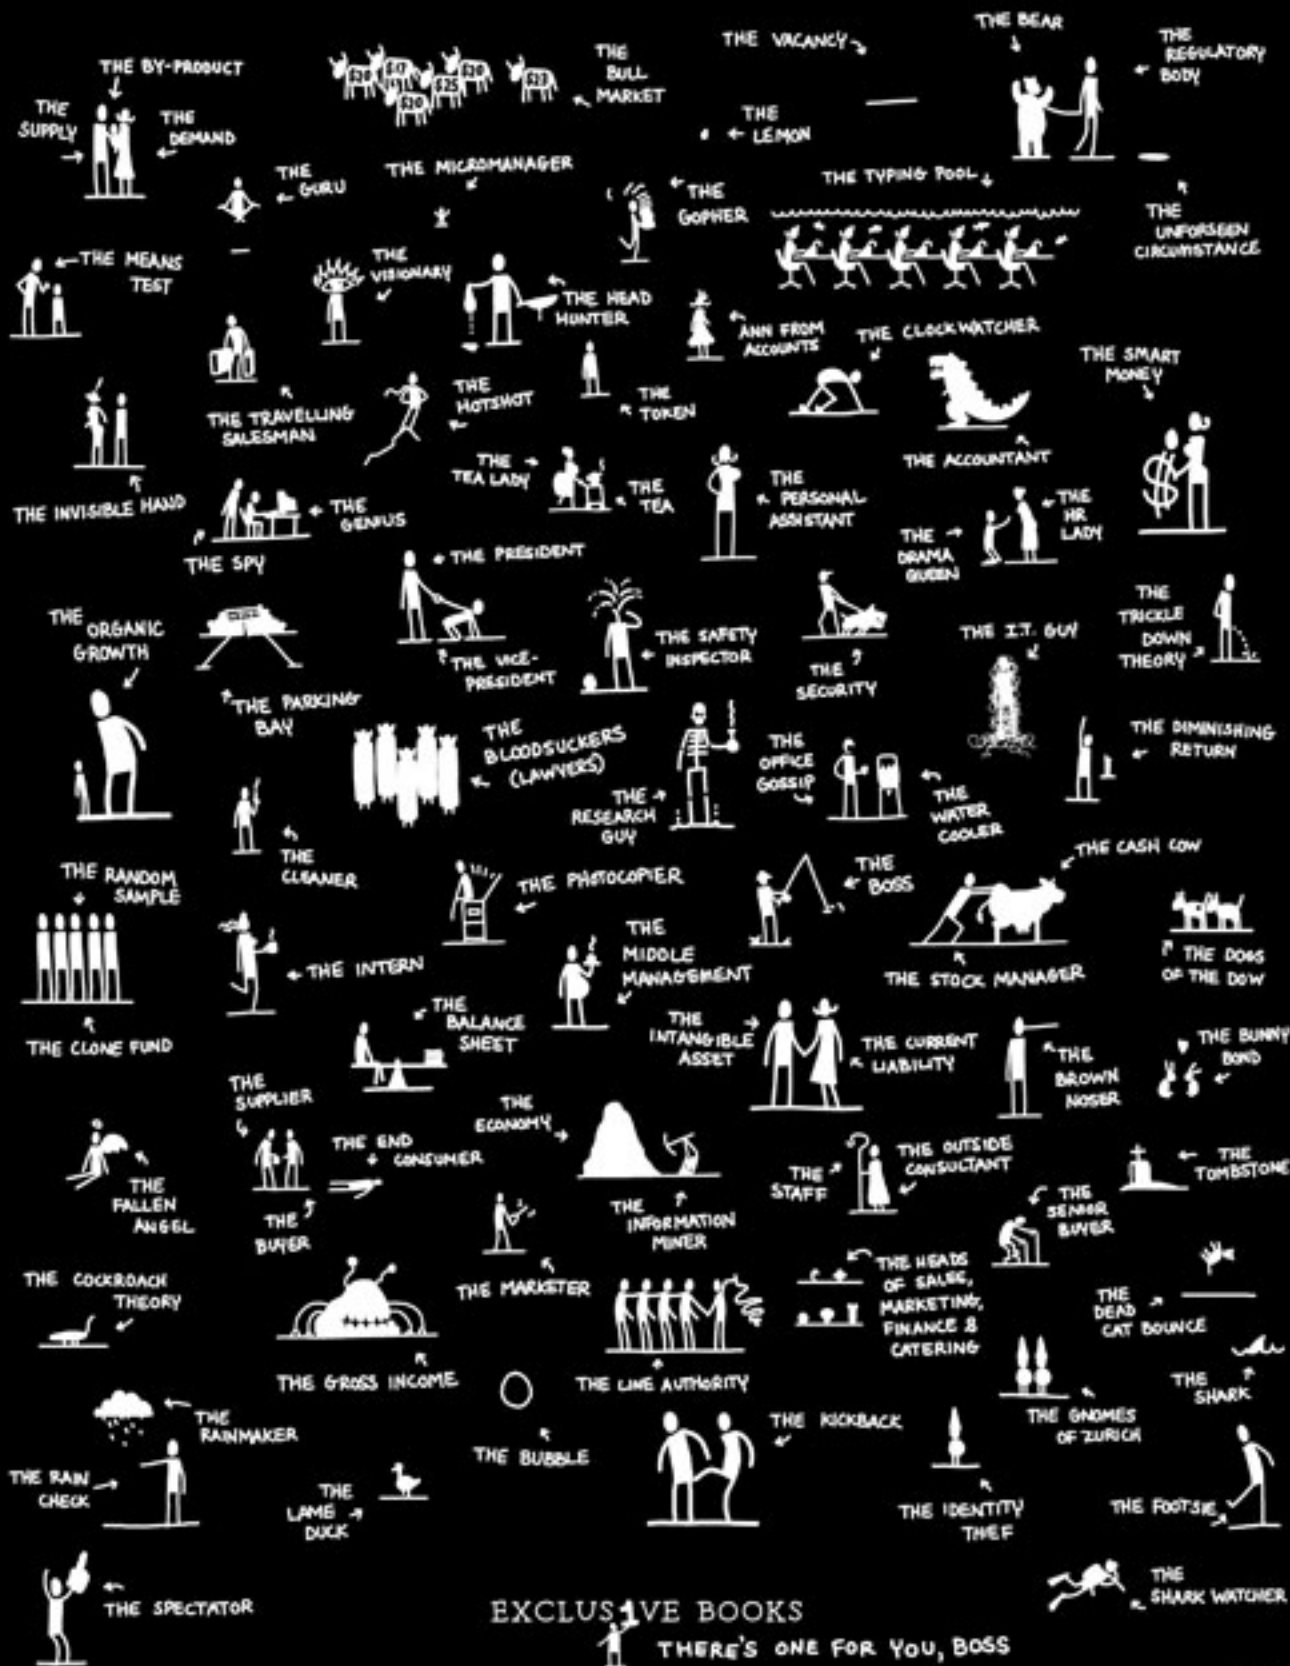 THE BY-PRODUCT
THE
SUPPLY
THE
DEMAND
THE
BULL
MARKET
THE VACANCY
THE
LEMON
THE BEAR
THE
REGULATORY
BODY
THE
GURU
THE MICROMANAGER
THE
GOPHER
THE TYPING POOL
THE
UNFORSEEN
CIRCUMSTANCE
THE MEANS
TEST
THE
VISIONARY
THE HEAD
HUNTER
ANN FROM
ACCOUNTS
THE CLOCKWATCHER
THE SMART
MONEY
THE TRAVELLING
SALESMAN
THE
HOTSHOT
THE
TOKEN
THE ACCOUNTANT
THE INVISIBLE HAND
THE SPY
THE
GENIUS
THE
TEA LADY
THE
TEA
THE
PERSONAL
ASSISTANT
THE
DRAMA
QUEEN
THE
HR
LADY
THE PRESIDENT
THE VICE-
PRESIDENT
THE
ORGANIC
GROWTH
THE PARKING
BAY
THE SAFETY
INSPECTOR
THE
SECURITY
THE I.T. GUY
THE
TRICKLE
DOWN
THEORY
THE
BLOODSUCKERS
(LAWYERS)
THE
RESEARCH
GUY
THE
OFFICE
GOSSIP
THE
WATER
COOLER
THE DIMINISHING
RETURN
THE
CLEANER
THE RANDOM
SAMPLE
THE CLONE FUND
THE PHOTOCOPIER
THE
BOSS
THE CASH COW
THE STOCK MANAGER
THE DOGS
OF THE DOW
THE INTERN
THE
MIDDLE
MANAGEMENT
THE
BALANCE
SHEET
THE
INTANGIBLE
ASSET
THE CURRENT
LIABILITY
THE
BROWN
NOSER
THE BUNNY
BOND
THE
FALLEN
ANGEL
THE
SUPPLIER
THE
BUYER
THE END
CONSUMER
THE
ECONOMY
THE
INFORMATION
MINER
THE
STAFF
THE OUTSIDE
CONSULTANT
THE
SENIOR
BUYER
THE
TOMBSTONE
THE COCKROACH
THEORY
THE GROSS INCOME
THE MARKETER
THE LINE AUTHORITY
THE HEADS
OF SALES,
MARKETING,
FINANCE &
CATERING
THE
DEAD
CAT BOUNCE
THE
SHARK
THE
RAINMAKER
THE RAIN
CHECK
THE
LAME
DUCK
THE BUBBLE
THE KICKBACK
THE GNOMES
OF ZURICH
THE IDENTITY
THIEF
THE FOOTSIE
THE SPECTATOR
THE
SHARK WATCHER
EXCLUS1VE BOOKS
THERE'S ONE FOR YOU, BOSS